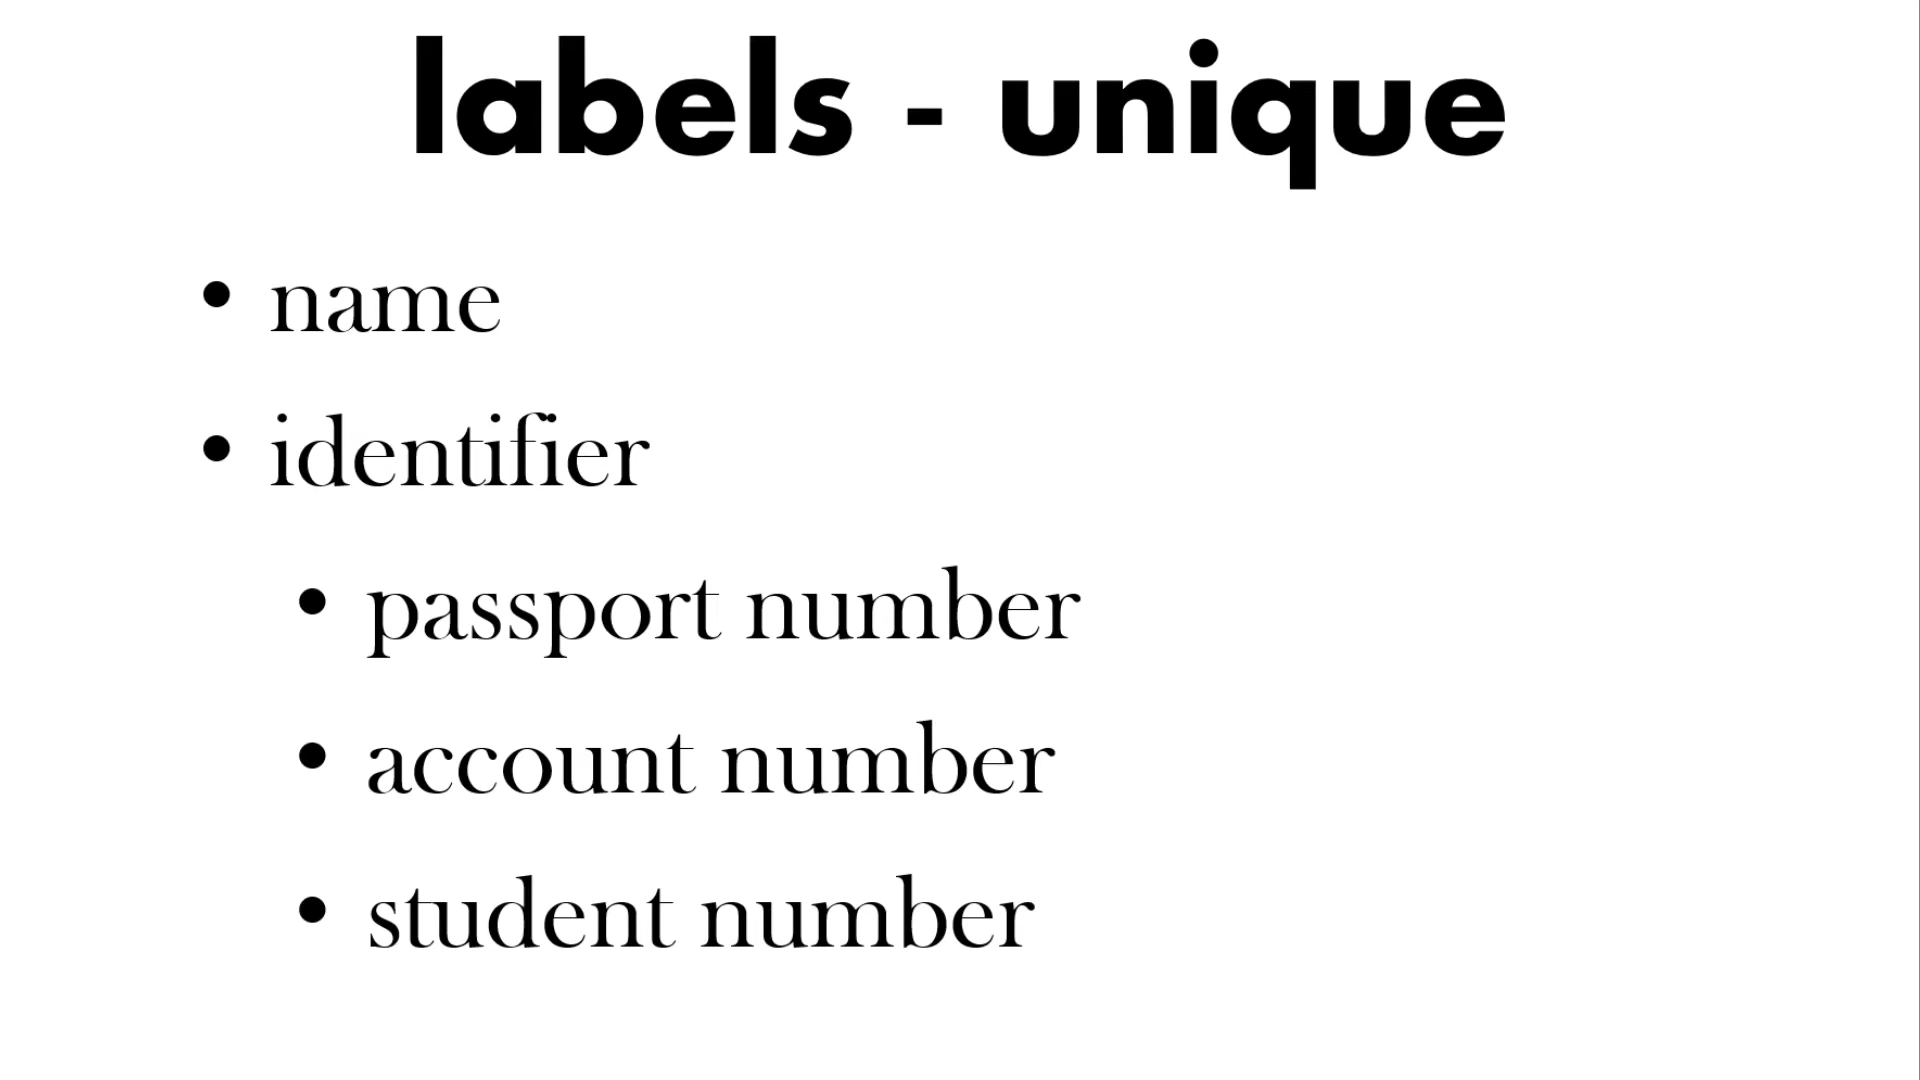 labels - unique
• name
• identifier
• passport number
• account number
• student number